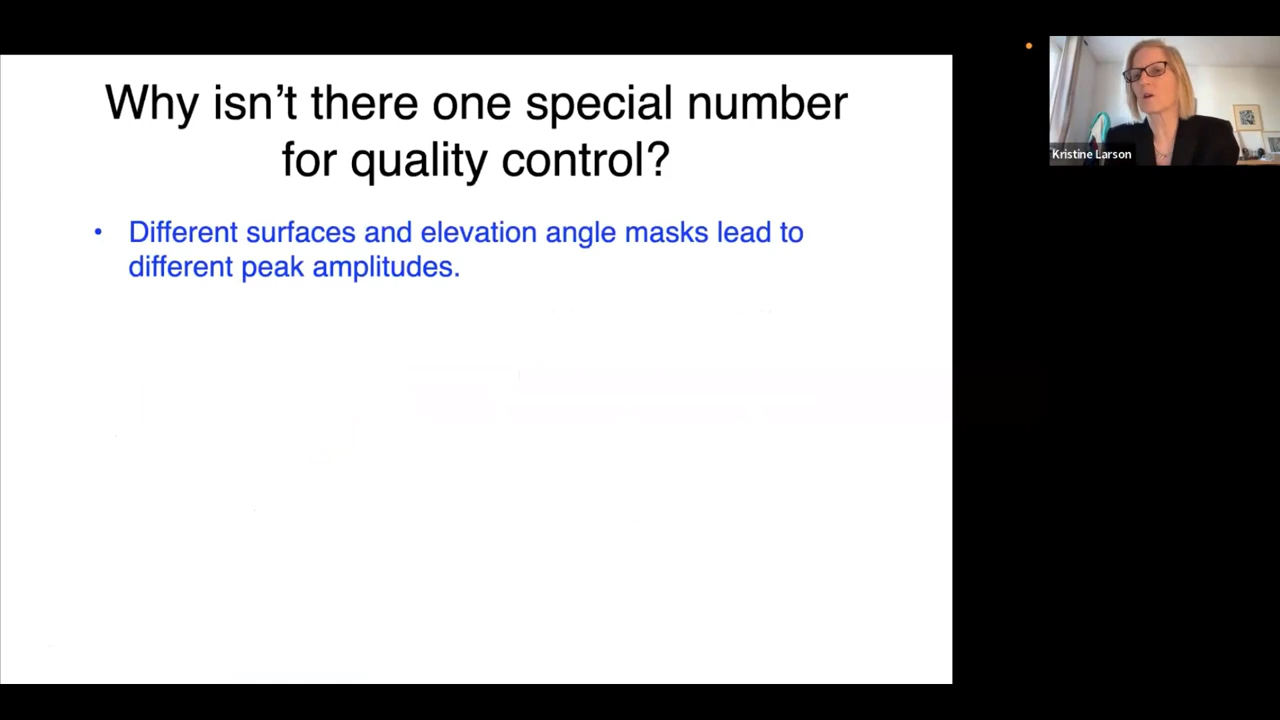 Why isn't there one special number
for quality control?
• Different surfaces and elevation angle masks lead to
different peak amplitudes.
Kristine Larson